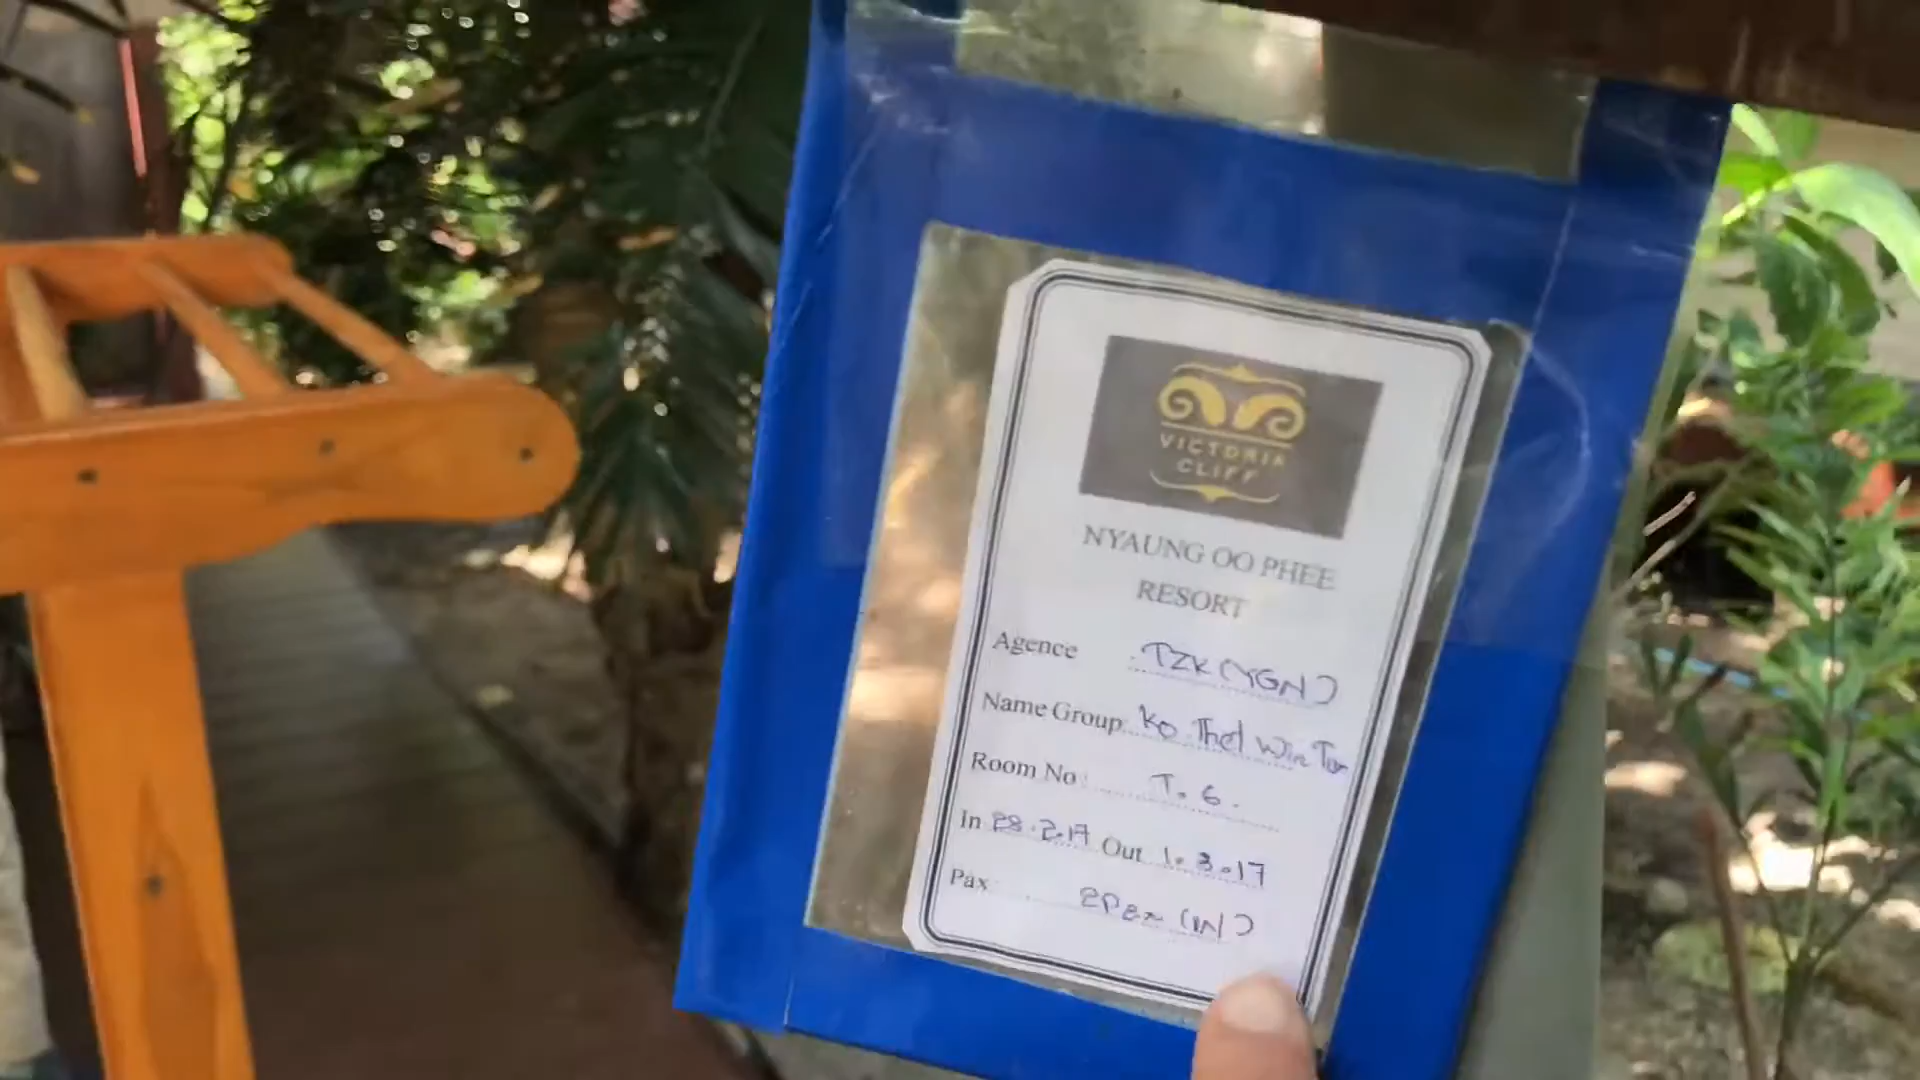 VICTORIA
CLIFF
NYAUNG OO PHEE
RESORT
Agence TZK (YGN)
Name Group Ko Thet Win Tun
Room No : T. 6.
In 28.2.17 Out 1.3.17
Pax 2Pax (IN)